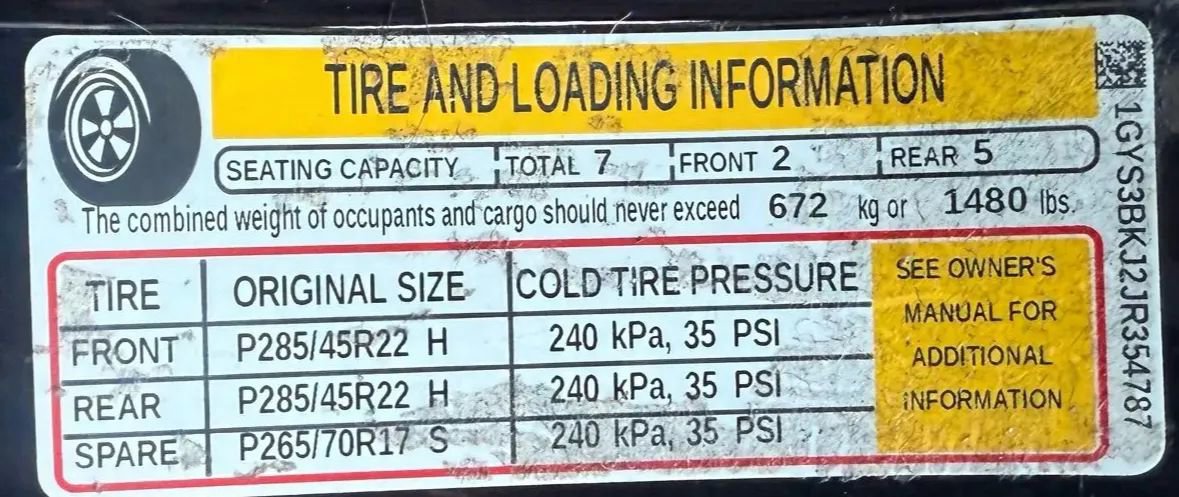 TIRE AND LOADING INFORMATION
SEATING CAPACITY TOTAL 7 FRONT 2 REAR 5
The combined weight of occupants and cargo should never exceed 672 kg or 1480 lbs.
TIRE ORIGINAL SIZE COLD TIRE PRESSURE
FRONT P285/45R22 H 240 kPa, 35 PSI
REAR P285/45R22 H 240 kPa, 35 PSI
SPARE P265/70R17 S 240 kPa, 35 PSI
SEE OWNER'S
MANUAL FOR
ADDITIONAL
INFORMATION
1GYS3BKJ2JR354787